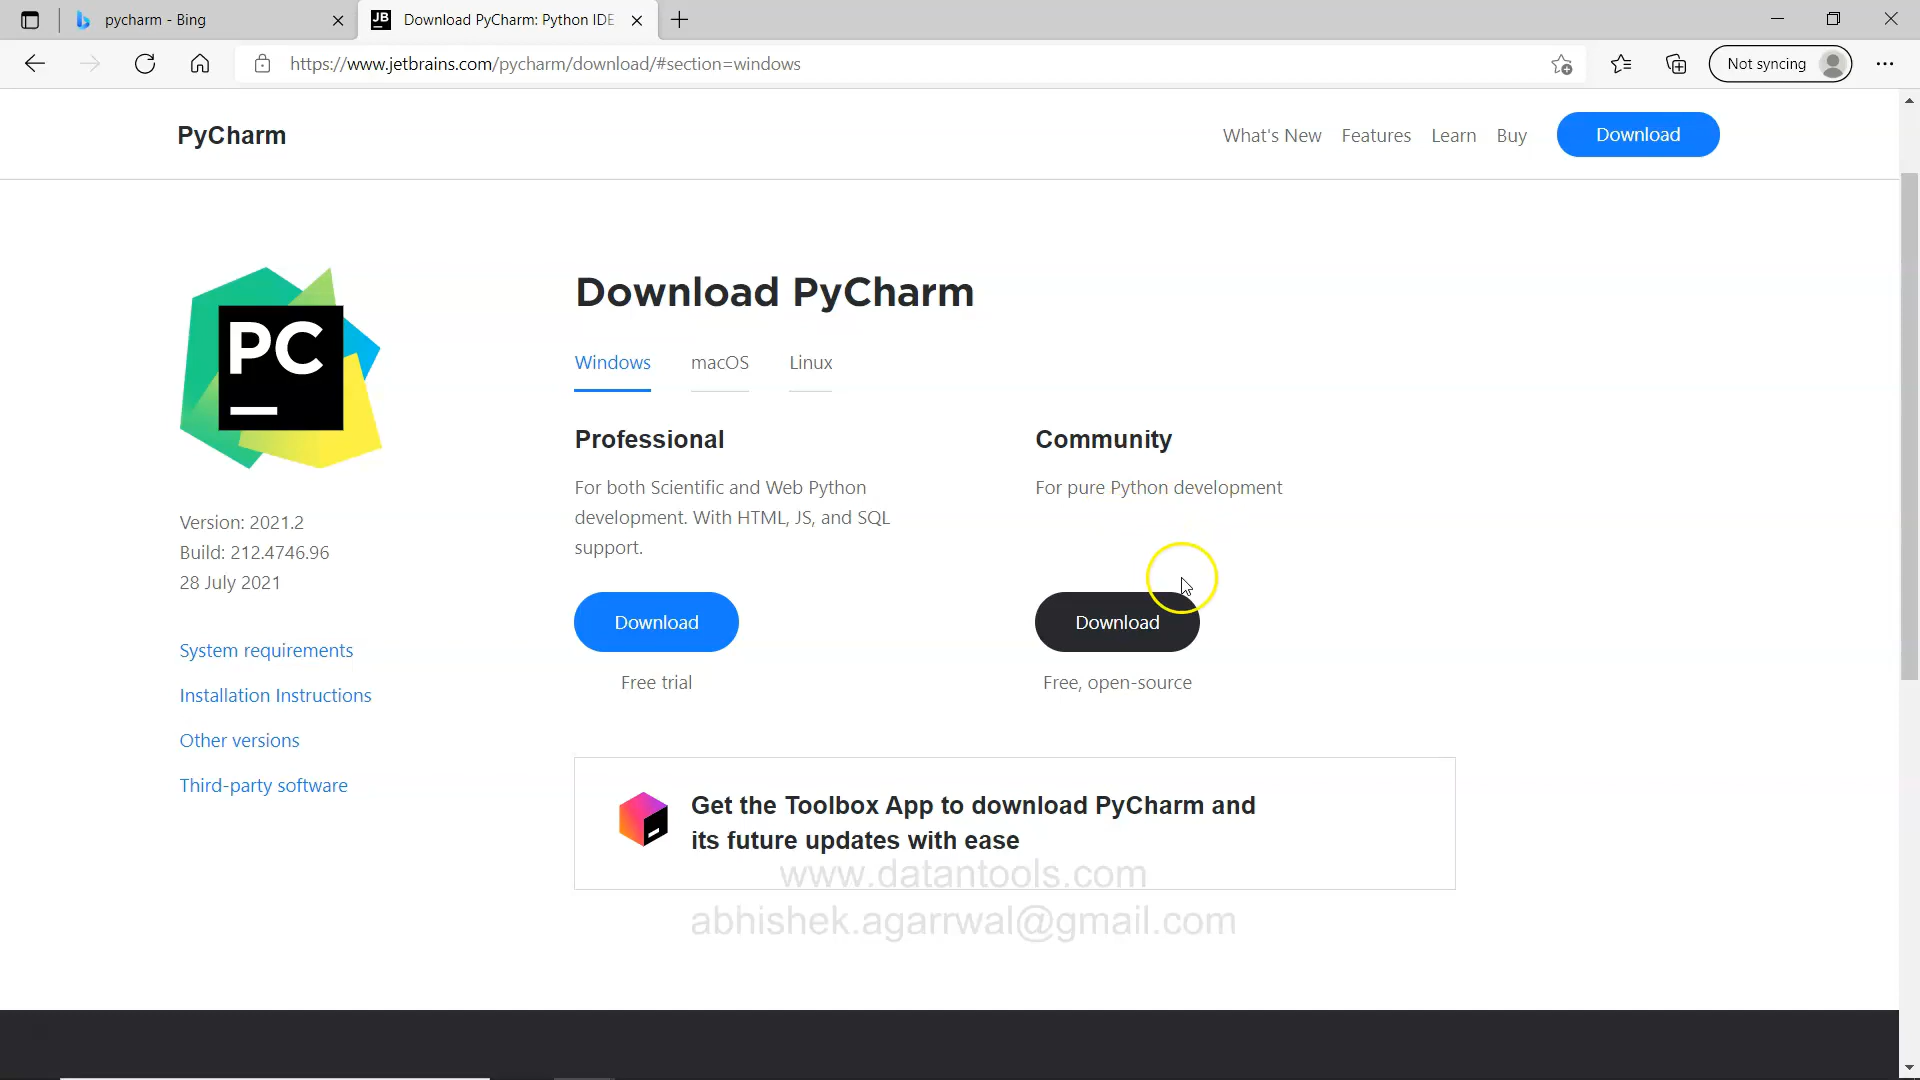 pycharm - Bing
JB
Download PyCharm: Python IDE
https://www.jetbrains.com/pycharm/download/#section=windows
Not syncing
PyCharm
What's New
Features
Learn
Buy
Download
PC
Version: 2021.2
Build: 212.4746.96
28 July 2021
System requirements
Installation Instructions
Other versions
Third-party software
Download PyCharm
Windows
macOS
Linux
Professional
For both Scientific and Web Python
development. With HTML, JS, and SQL
support.
Download
Free trial
Community
For pure Python development
Download
Free, open-source
Get the Toolbox App to download PyCharm and
its future updates with ease
www.datantools.com
abhishek.agarrwal@gmail.com